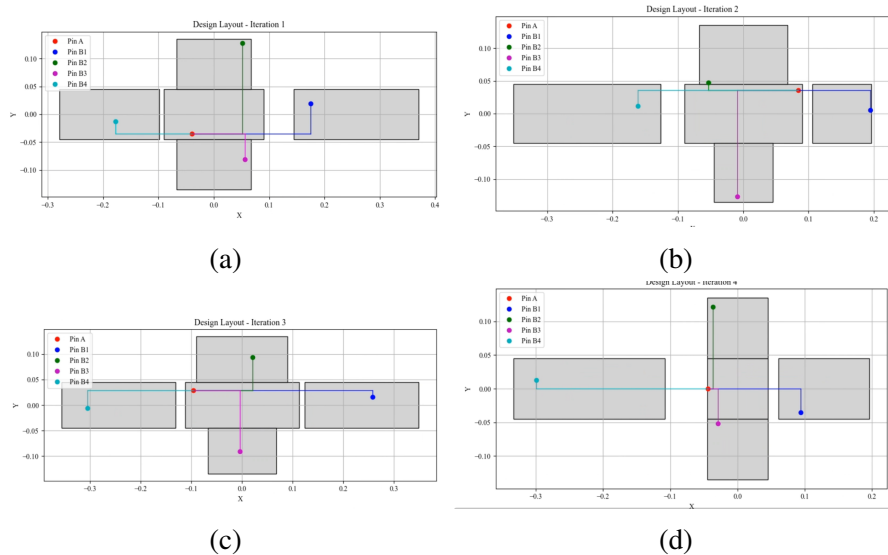 Design Layout - Iteration 1
Pin A
Pin B1
Pin B2
Pin B3
Pin B4
Y
0.10
0.05
0.00
−0.05
−0.10
−0.3 −0.2 −0.1 0.0 0.1 0.2 0.3 0.4
X
(a)
Design Layout - Iteration 2
Pin A
Pin B1
Pin B2
Pin B3
Pin B4
Y
0.10
0.05
0.00
−0.05
−0.10
−0.3 −0.2 −0.1 0.0 0.1 0.2
(b)
Design Layout - Iteration 3
Pin A
Pin B1
Pin B2
Pin B3
Pin B4
Y
0.10
0.05
0.00
−0.05
−0.10
−0.3 −0.2 −0.1 0.0 0.1 0.2 0.3
X
(c)
Design Layout - Iteration 4
Pin A
Pin B1
Pin B2
Pin B3
Pin B4
Y
0.10
0.05
0.00
−0.05
−0.10
−0.3 −0.2 −0.1 0.0 0.1 0.2
X
(d)